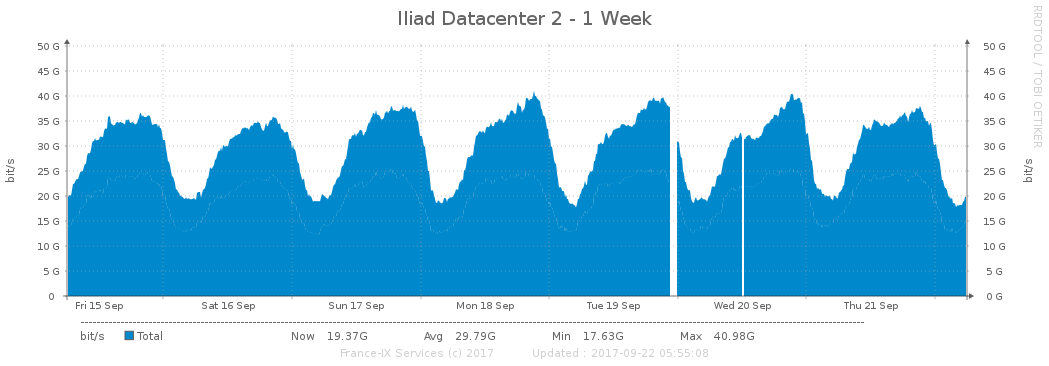 Iliad Datacenter 2 - 1 Week
RRDTOOL / TOBI OETIKER
50 G 50 G
45 G 45 G
40 G 40 G
35 G 35 G
30 G 30 G
25 G 25 G
20 G 20 G
15 G 15 G
10 G 10 G
5 G 5 G
0 0 G
bit/s
bit/s
Fri 15 Sep Sat 16 Sep Sun 17 Sep Mon 18 Sep Tue 19 Sep Wed 20 Sep Thu 21 Sep
bit/s Total Now 19.37G Avg 29.79G Min 17.63G Max 40.98G
France-IX Services (c) 2017 Updated : 2017-09-22 05:55:08